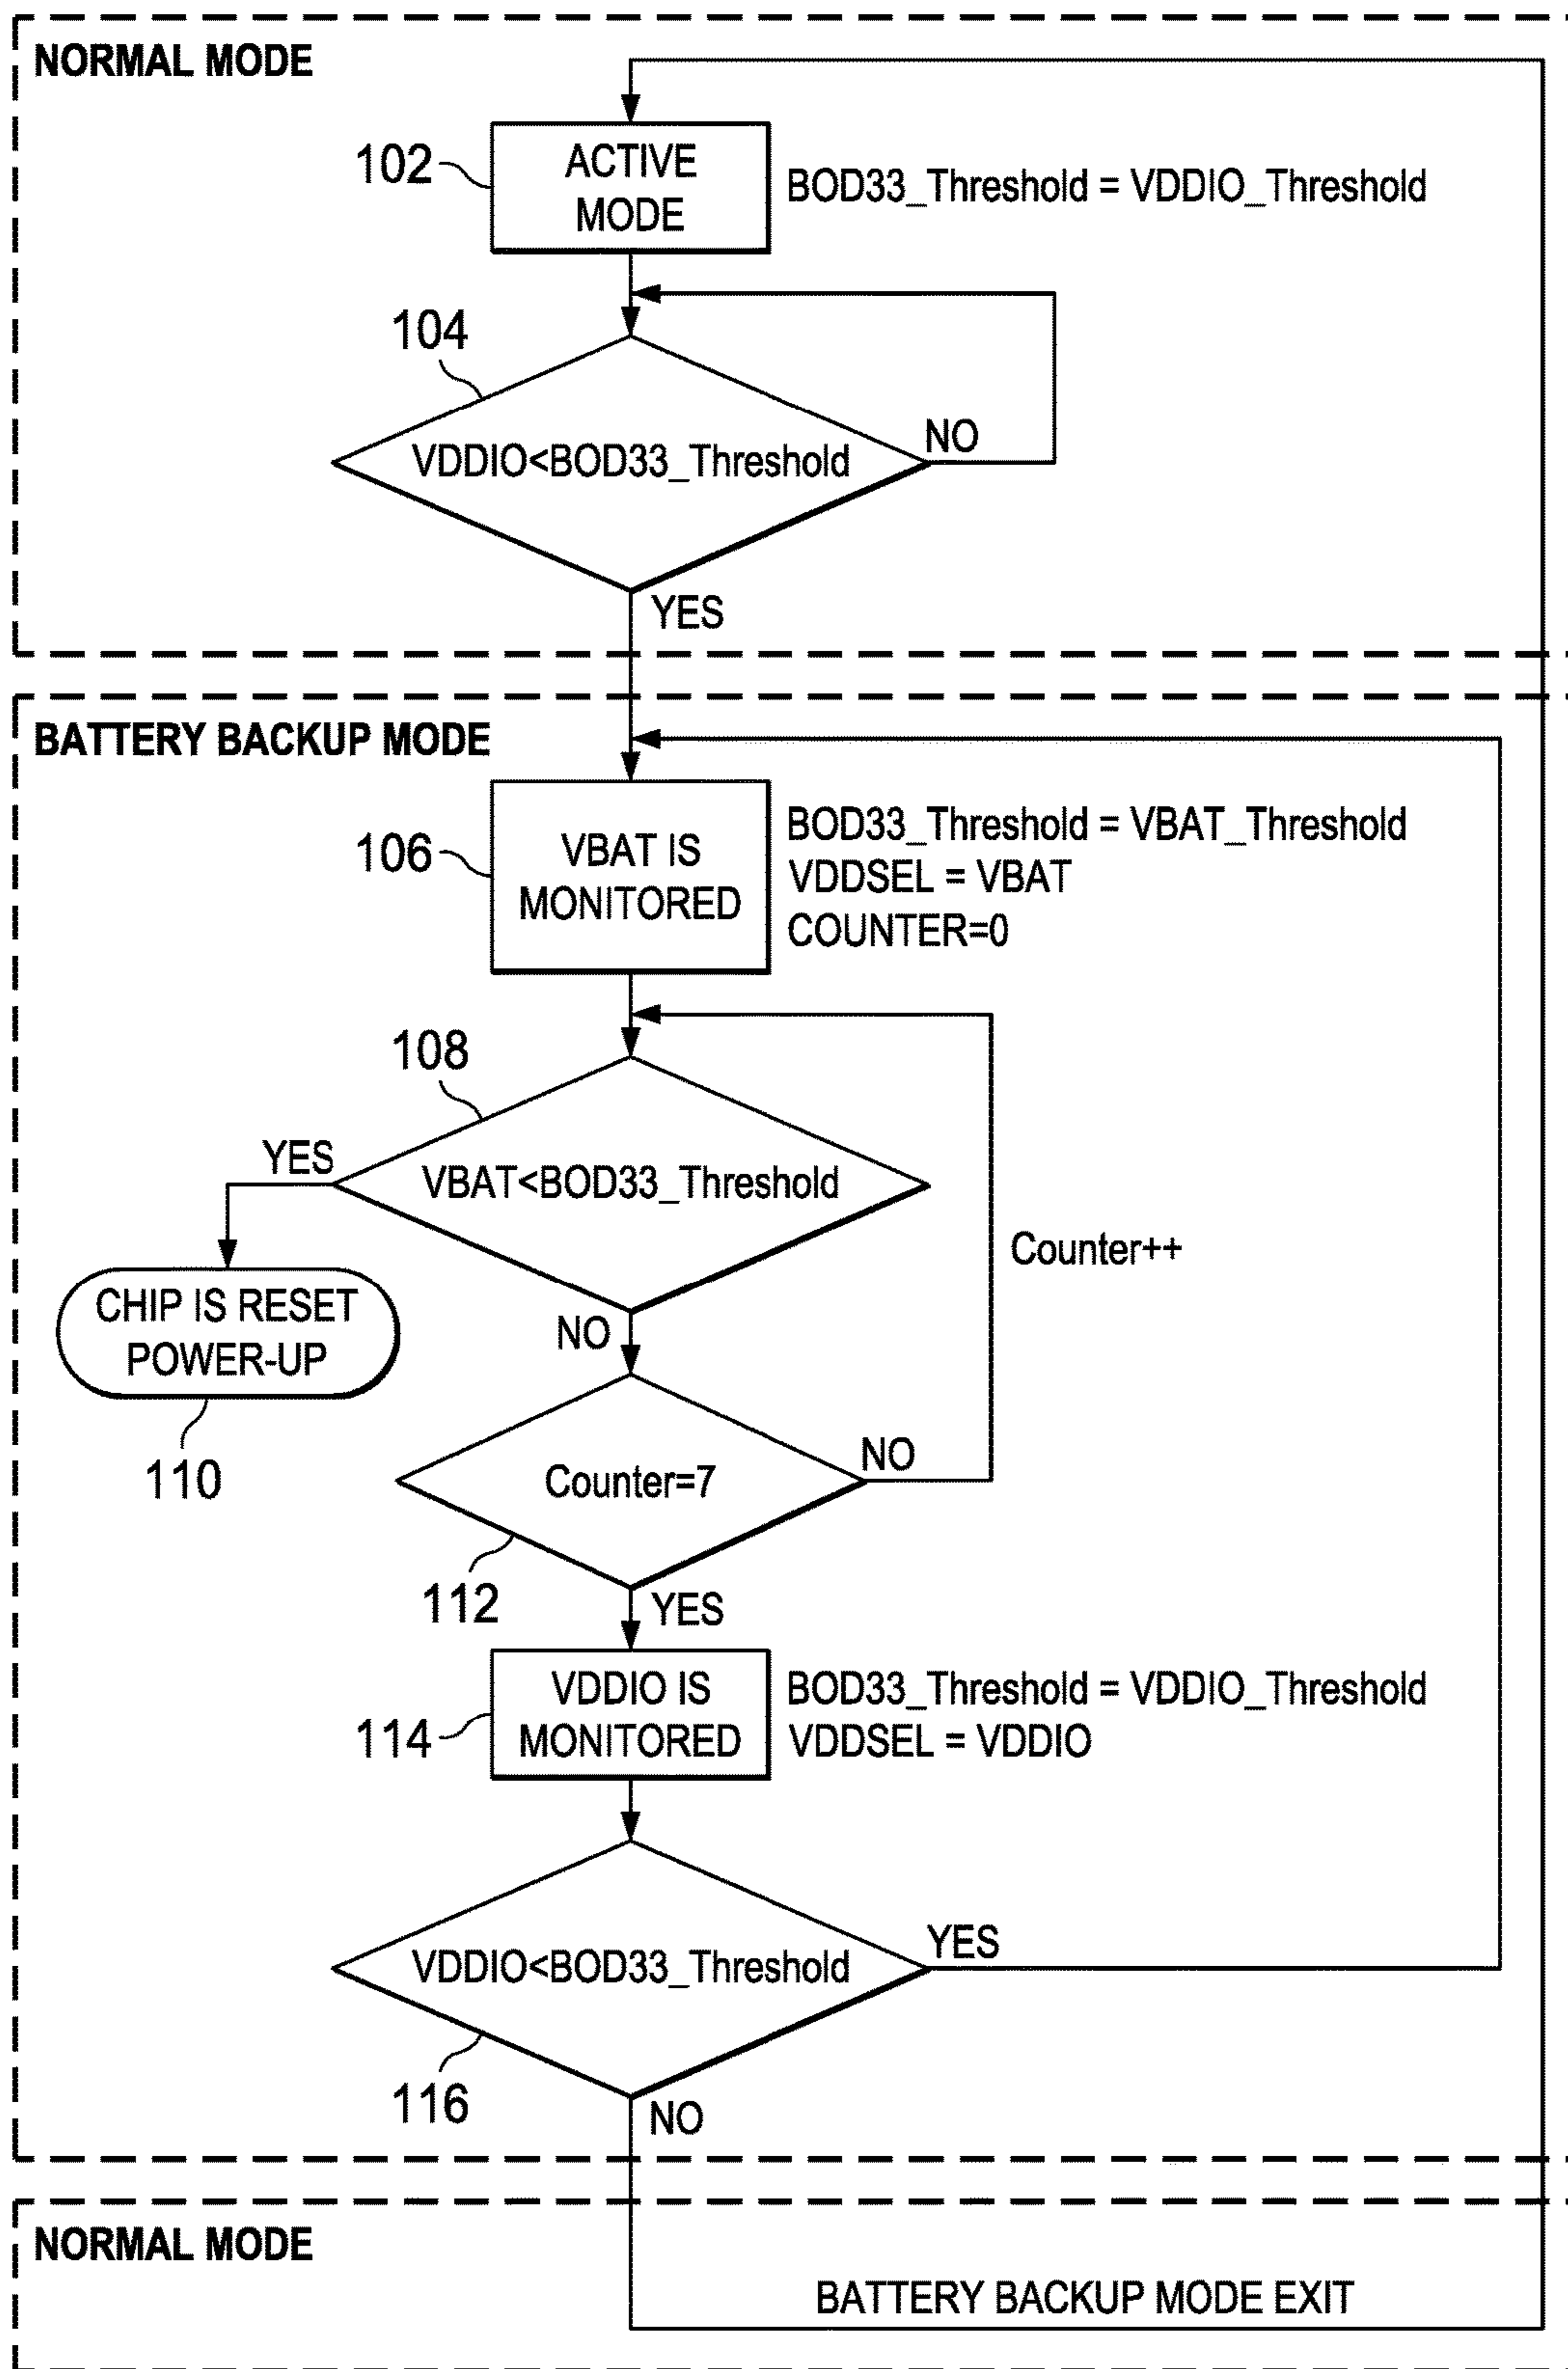 NORMAL MODE
102
ACTIVE
MODE
BOD33_Threshold = VDDIO_Threshold
104
VDDIO<BOD33_Threshold
NO
YES
BATTERY BACKUP MODE
106
VBAT IS
MONITORED
BOD33_Threshold = VBAT_Threshold
VDDSEL = VBAT
COUNTER=0
108
YES
VBAT<BOD33_Threshold
Counter++
CHIP IS RESET
POWER-UP
110
NO
Counter=7
NO
112
YES
114
VDDIO IS
MONITORED
BOD33_Threshold = VDDIO_Threshold
VDDSEL = VDDIO
VDDIO<BOD33_Threshold
YES
116
NO
NORMAL MODE
BATTERY BACKUP MODE EXIT